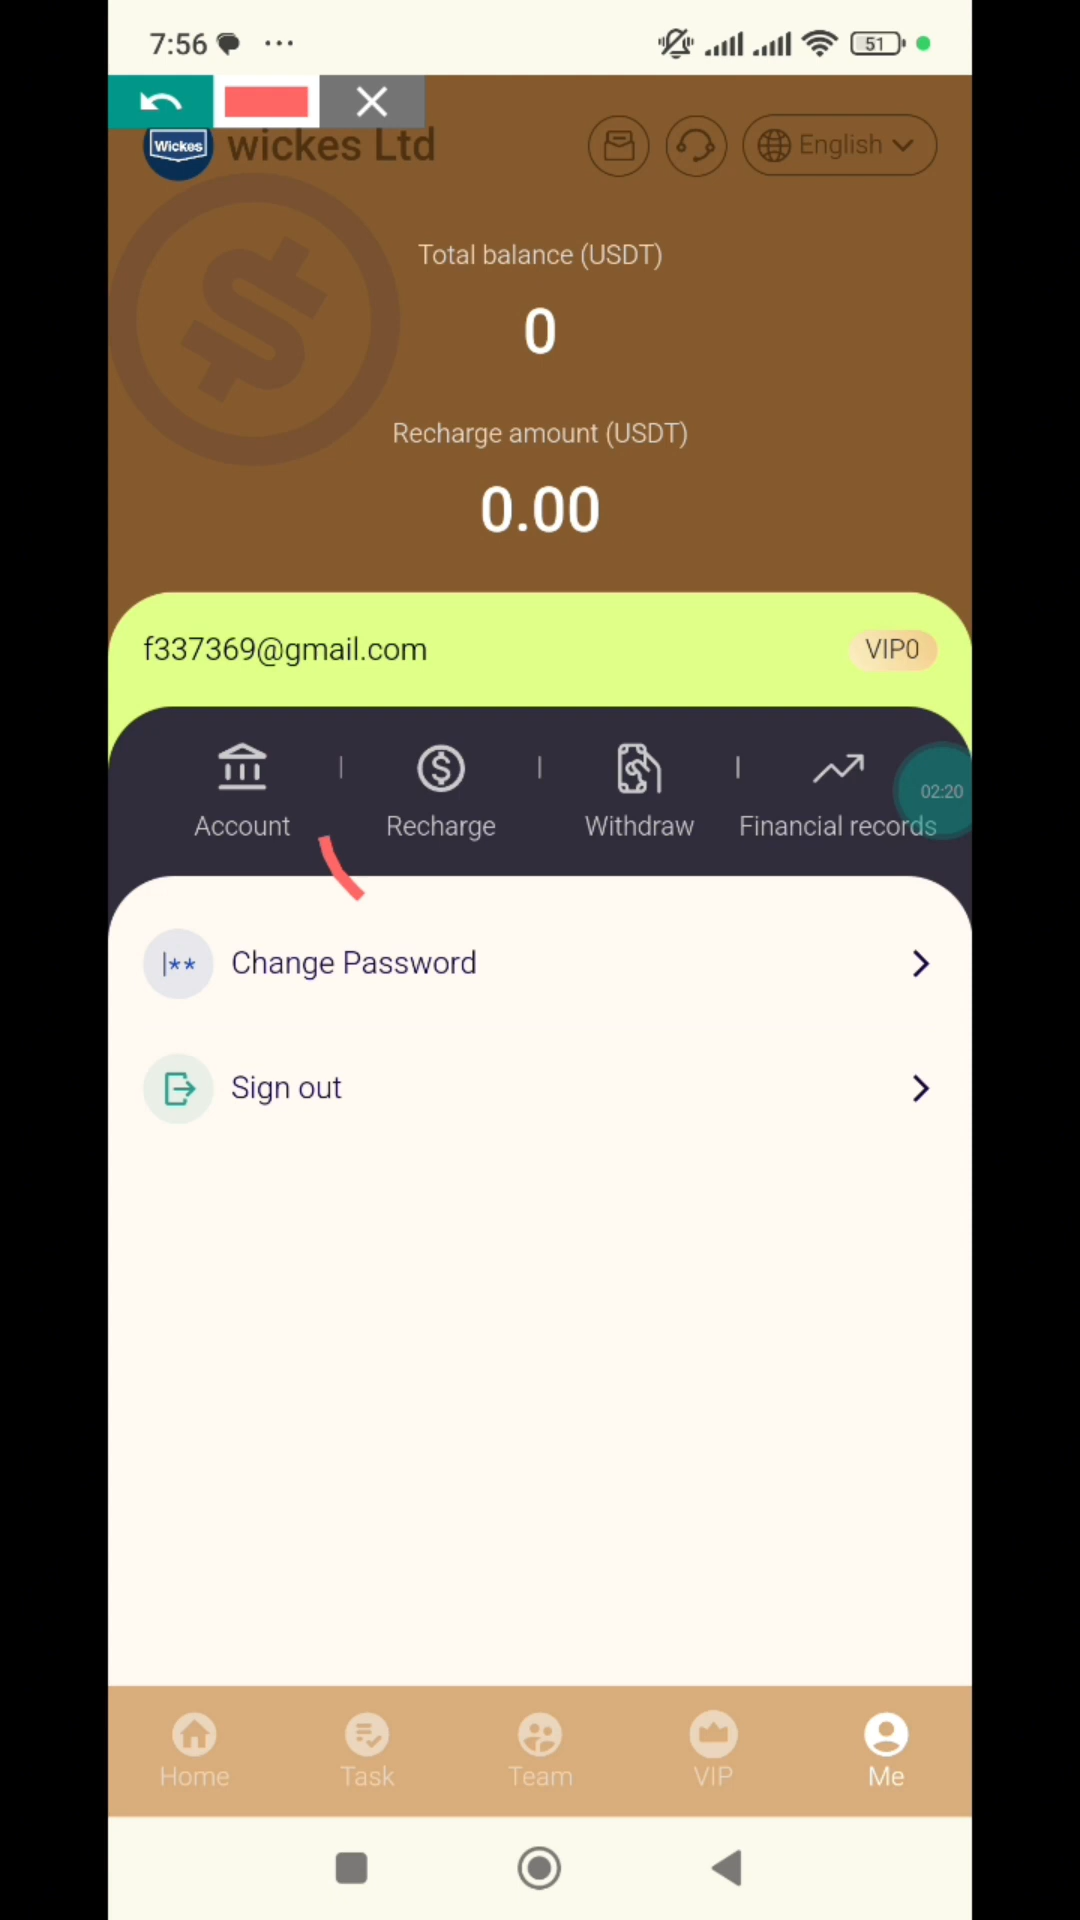 7:56
51
Wickes
wickes Ltd
English
Total balance (USDT)
0
Recharge amount (USDT)
0.00
f337369@gmail.com
VIP0
02:20
Account
Recharge
Withdraw
Financial records
|**
Change Password
Sign out
Home
Task
Team
VIP
Me